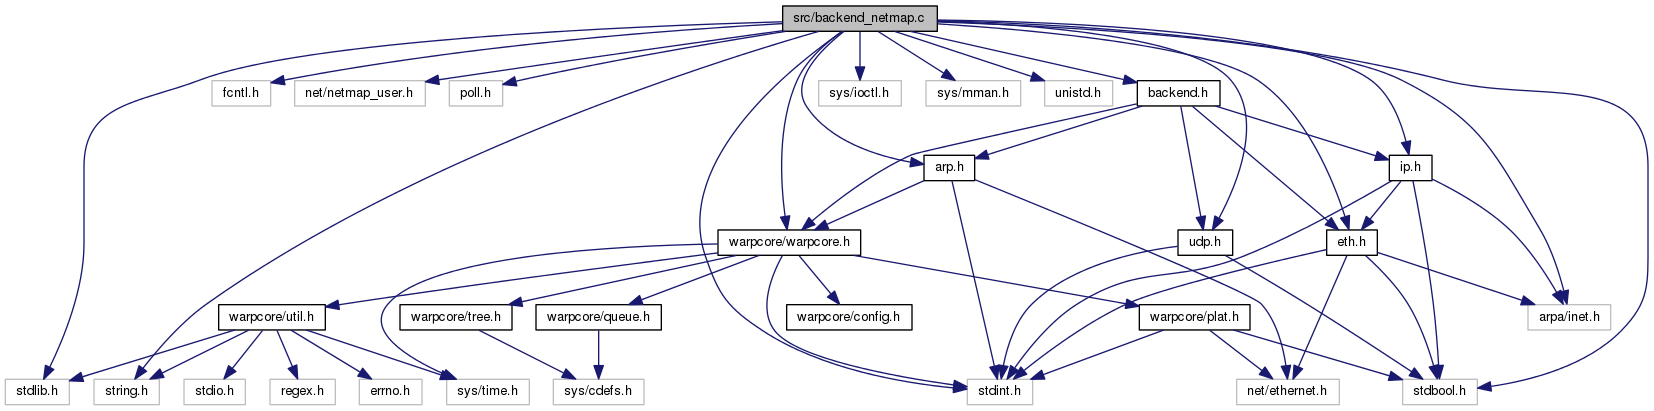 src/backend_netmap.c
fcntl.h
net/netmap_user.h
poll.h
sys/ioctl.h
sys/mman.h
unistd.h
backend.h
arp.h
ip.h
warpcore/warpcore.h
udp.h
eth.h
warpcore/util.h
warpcore/tree.h
warpcore/queue.h
warpcore/config.h
warpcore/plat.h
arpa/inet.h
stdlib.h
string.h
stdio.h
regex.h
errno.h
sys/time.h
sys/cdefs.h
stdint.h
net/ethernet.h
stdbool.h